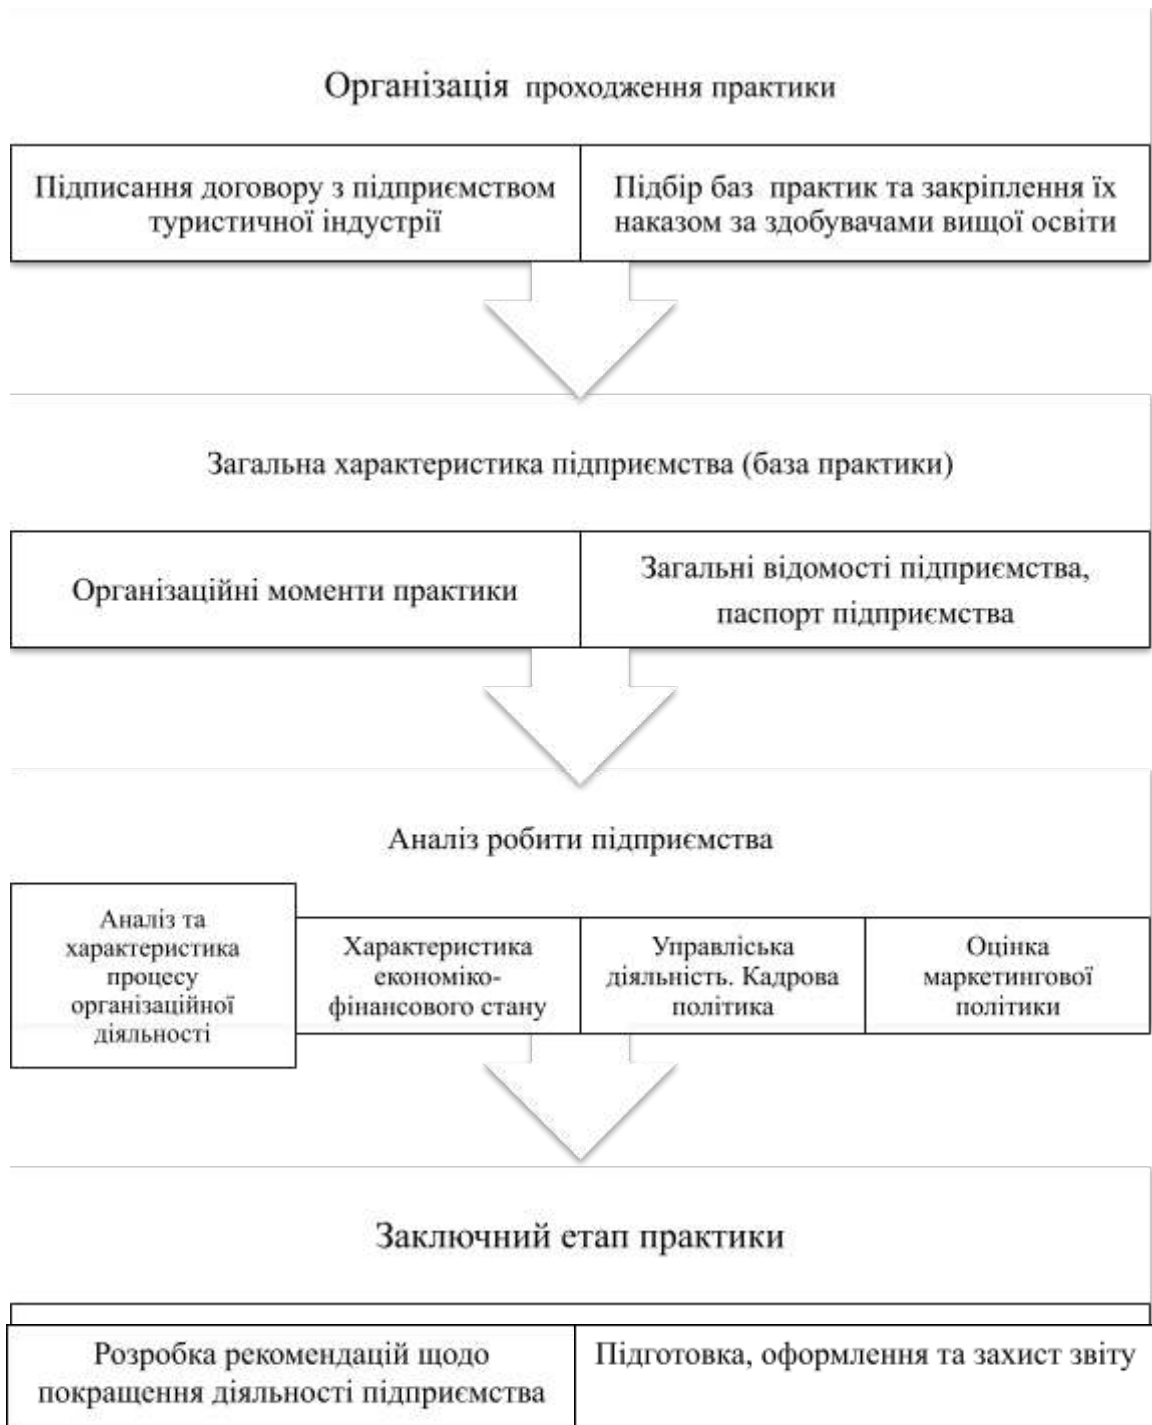 Організація проходження практики
Підписання договору з підприємством
туристичної індустрії
Підбір баз практик та закріплення їх
наказом за здобувачами вищої освіти
Загальна характеристика підприємства (база практики)
Організаційні моменти практики
Загальні відомості підприємства,
паспорт підприємства
Аналіз робити підприємства
Аналіз та
характеристика
процесу
організаційної
діяльності
Характеристика
економіко-
фінансового стану
Управліська
діяльність. Кадрова
політика
Оцінка
маркетингової
політики
Заключний етап практики
Розробка рекомендацій щодо
покращення діяльності підприємства
Підготовка, оформлення та захист звіту